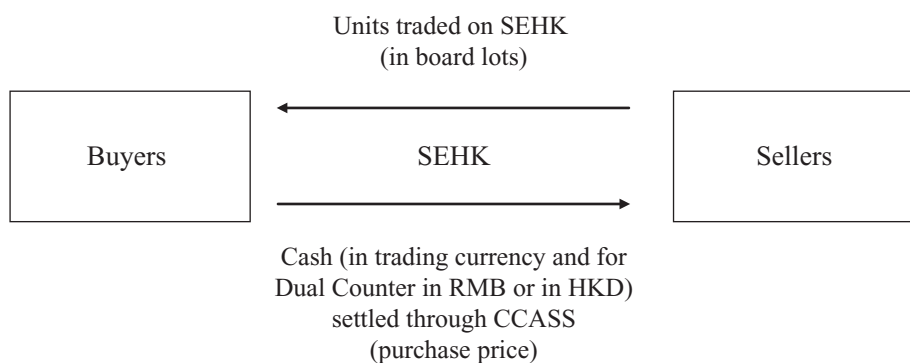 Units traded on SEHK
(in board lots)
Buyers
SEHK
Sellers
Cash (in trading currency and for
Dual Counter in RMB or in HKD)
settled through CCASS
(purchase price)